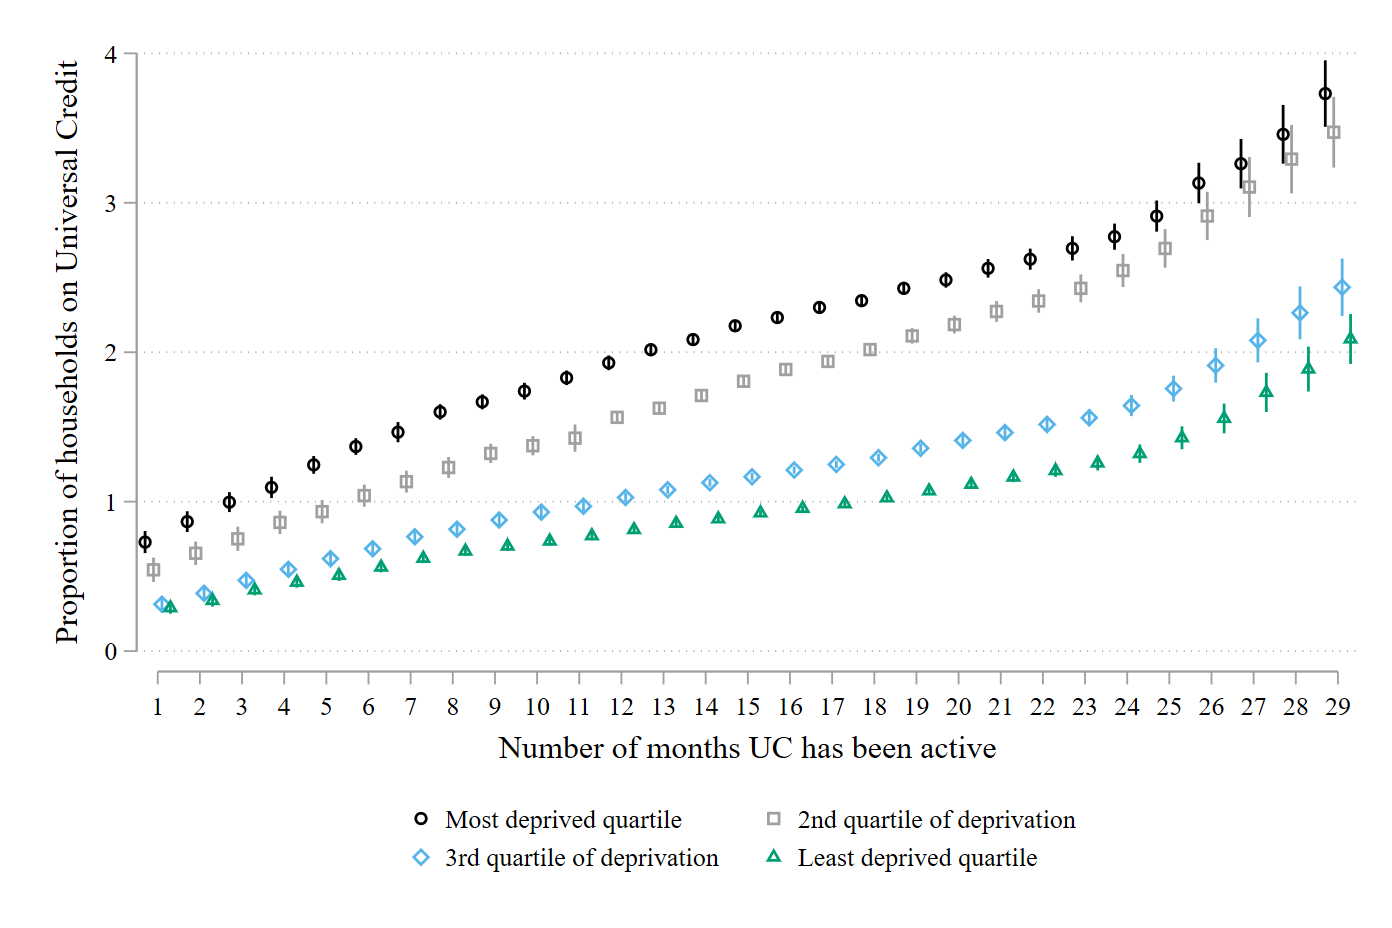 Proportion of households on Universal Credit
4
3
2
1
0
1 2 3 4 5 6 7 8 9 10 11 12 13 14 15 16 17 18 19 20 21 22 23 24 25 26 27 28 29
Number of months UC has been active
Most deprived quartile 2nd quartile of deprivation
3rd quartile of deprivation Least deprived quartile